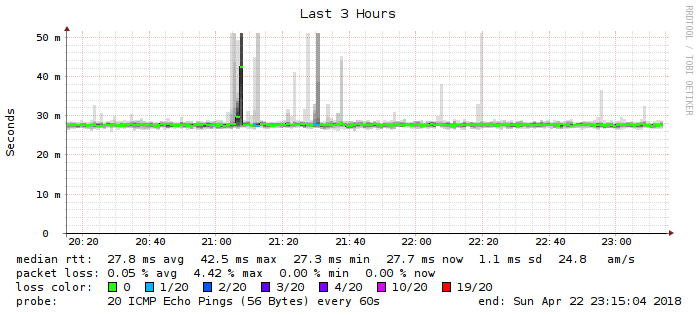 Last 3 Hours
RRDTOOL / TOBI OETIKER
Seconds
50 m
40 m
30 m
20 m
10 m
0
20:20 20:40 21:00 21:20 21:40 22:00 22:20 22:40 23:00
median rtt: 27.8 ms avg 42.5 ms max 27.3 ms min 27.7 ms now 1.1 ms sd 24.8 am/s
packet loss: 0.05 % avg 4.42 % max 0.00 % min 0.00 % now
loss color: 0 1/20 2/20 3/20 4/20 10/20 19/20
probe: 20 ICMP Echo Pings (56 Bytes) every 60s end: Sun Apr 22 23:15:04 2018